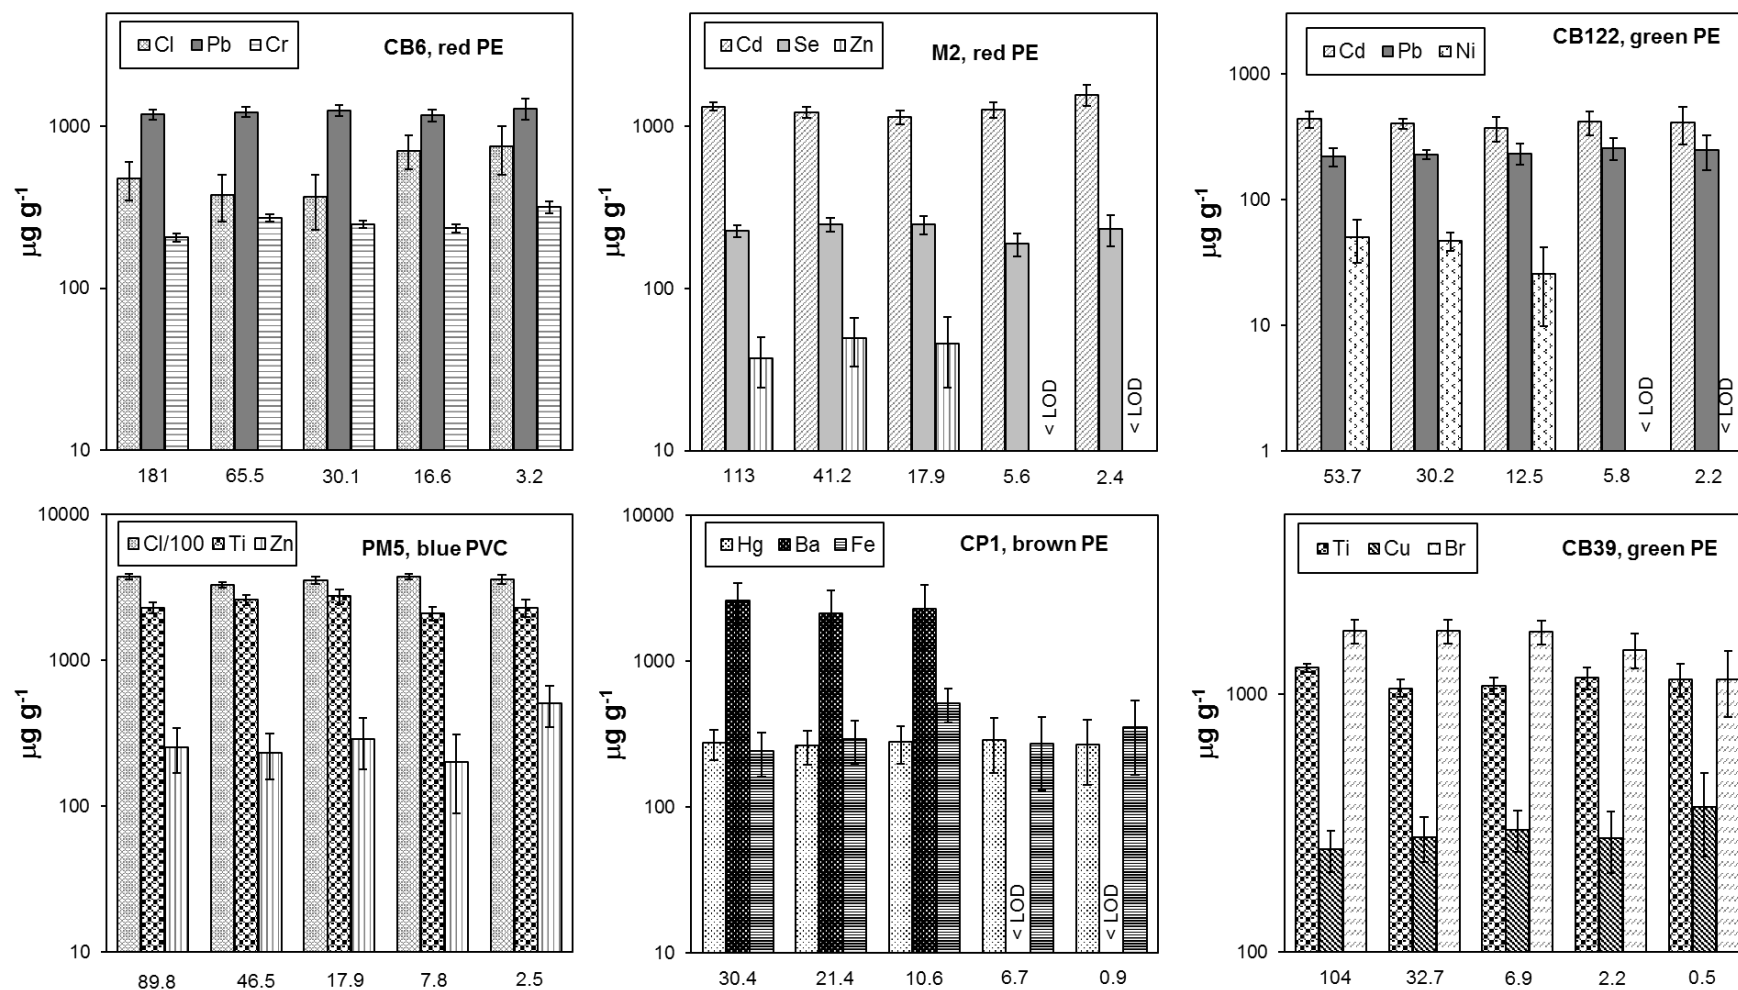 Cl Pb Cr
CB6, red PE
1000
100
10
µg g-1
181 65.5 30.1 16.6 3.2
Cd Se Zn
M2, red PE
1000
100
10
µg g-1
< LOD
< LOD
113 41.2 17.9 5.6 2.4
Cd Pb Ni
CB122, green PE
1000
100
10
1
µg g-1
< LOD
< LOD
53.7 30.2 12.5 5.8 2.2
Cl/100 Ti Zn
PM5, blue PVC
10000
1000
100
10
µg g-1
89.8 46.5 17.9 7.8 2.5
Hg Ba Fe
CP1, brown PE
10000
1000
100
10
µg g-1
< LOD
< LOD
30.4 21.4 10.6 6.7 0.9
Ti Cu Br
CB39, green PE
1000
100
µg g-1
104 32.7 6.9 2.2 0.5